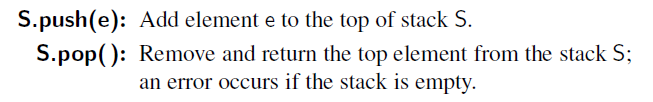 S.push(e): Add element e to the top of stack S.
S.pop( ): Remove and return the top element from the stack S;
an error occurs if the stack is empty.